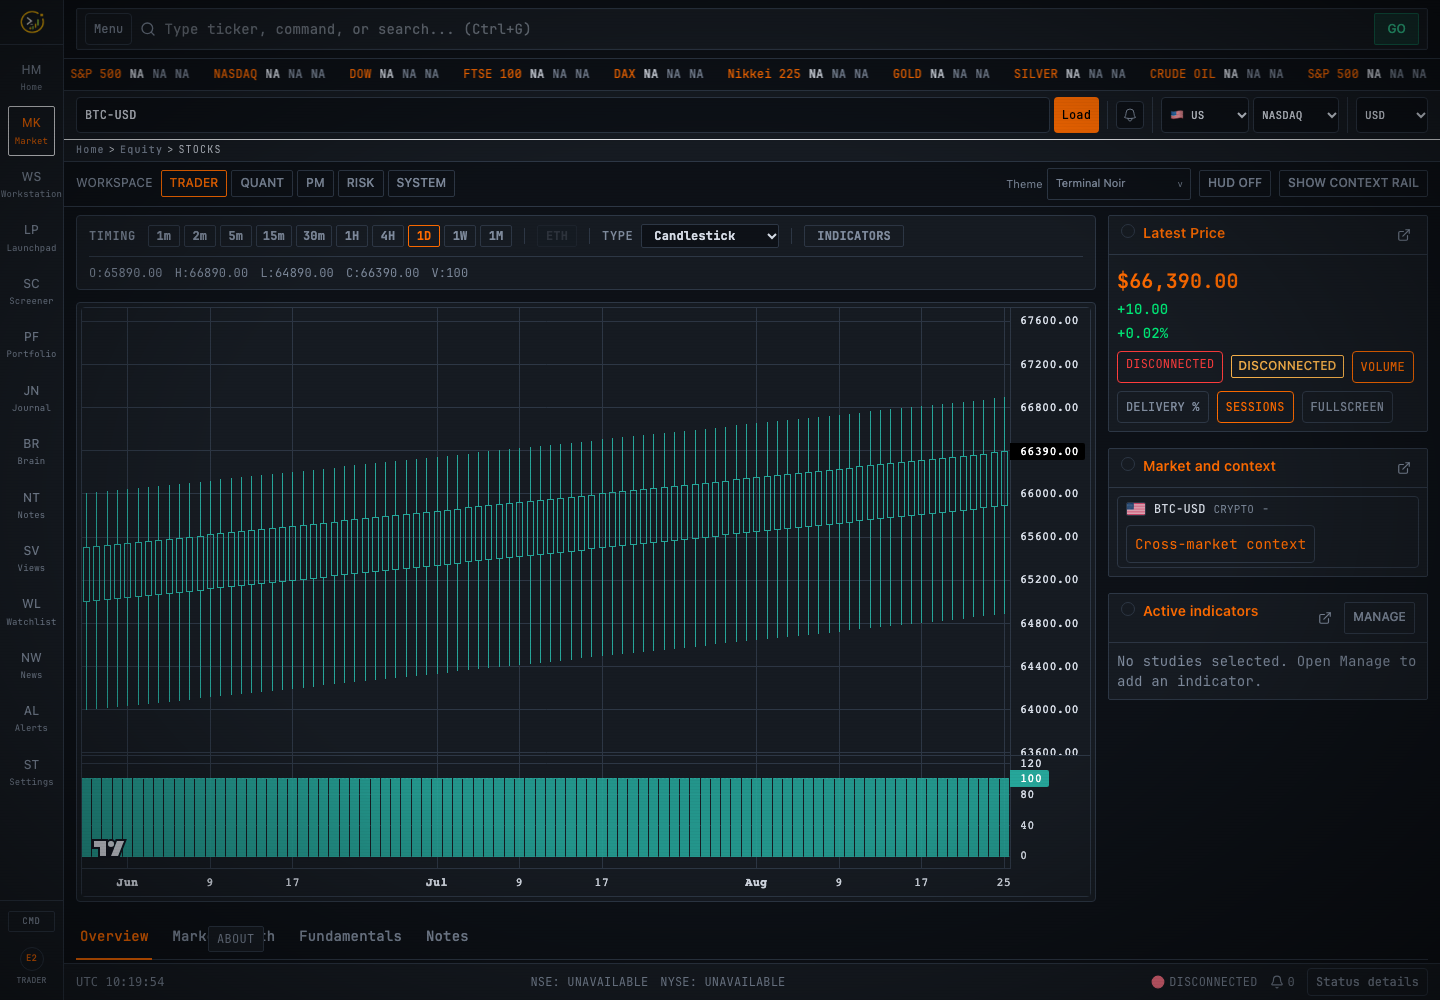 Menu Type ticker, command, or search... (Ctrl+G) GO
S&P 500 NA NA NA NASDAQ NA NA NA DOW NA NA NA FTSE 100 NA NA NA DAX NA NA NA Nikkei 225 NA NA NA GOLD NA NA NA SILVER NA NA NA CRUDE OIL NA NA NA S&P 500 NA NA NA
BTC-USD Load US NASDAQ USD
Home > Equity > STOCKS
WORKSPACE TRADER QUANT PM RISK SYSTEM Theme Terminal Noir HUD OFF SHOW CONTEXT RAIL
HM
Home
MK
Market
WS
Workstation
LP
Launchpad
SC
Screener
PF
Portfolio
JN
Journal
BR
Brain
NT
Notes
SV
Views
WL
Watchlist
NW
News
AL
Alerts
ST
Settings
CMD
E2
TRADER
TIMING 1m 2m 5m 15m 30m 1H 4H 1D 1W 1M ETH TYPE Candlestick INDICATORS
O:65890.00 H:66890.00 L:64890.00 C:66390.00 V:100
67600.00
67200.00
66800.00
66390.00
66000.00
65600.00
65200.00
64800.00
64400.00
64000.00
63600.00
120
100
80
40
0
Jun 9 17 Jul 9 17 Aug 9 17 25
Latest Price
$66,390.00
+10.00
+0.02%
DISCONNECTED DISCONNECTED VOLUME
DELIVERY % SESSIONS FULLSCREEN
Market and context
BTC-USD CRYPTO -
Cross-market context
Active indicators MANAGE
No studies selected. Open Manage to
add an indicator.
Overview Mark ABOUT h Fundamentals Notes
UTC 10:19:54 NSE: UNAVAILABLE NYSE: UNAVAILABLE DISCONNECTED 0 Status details